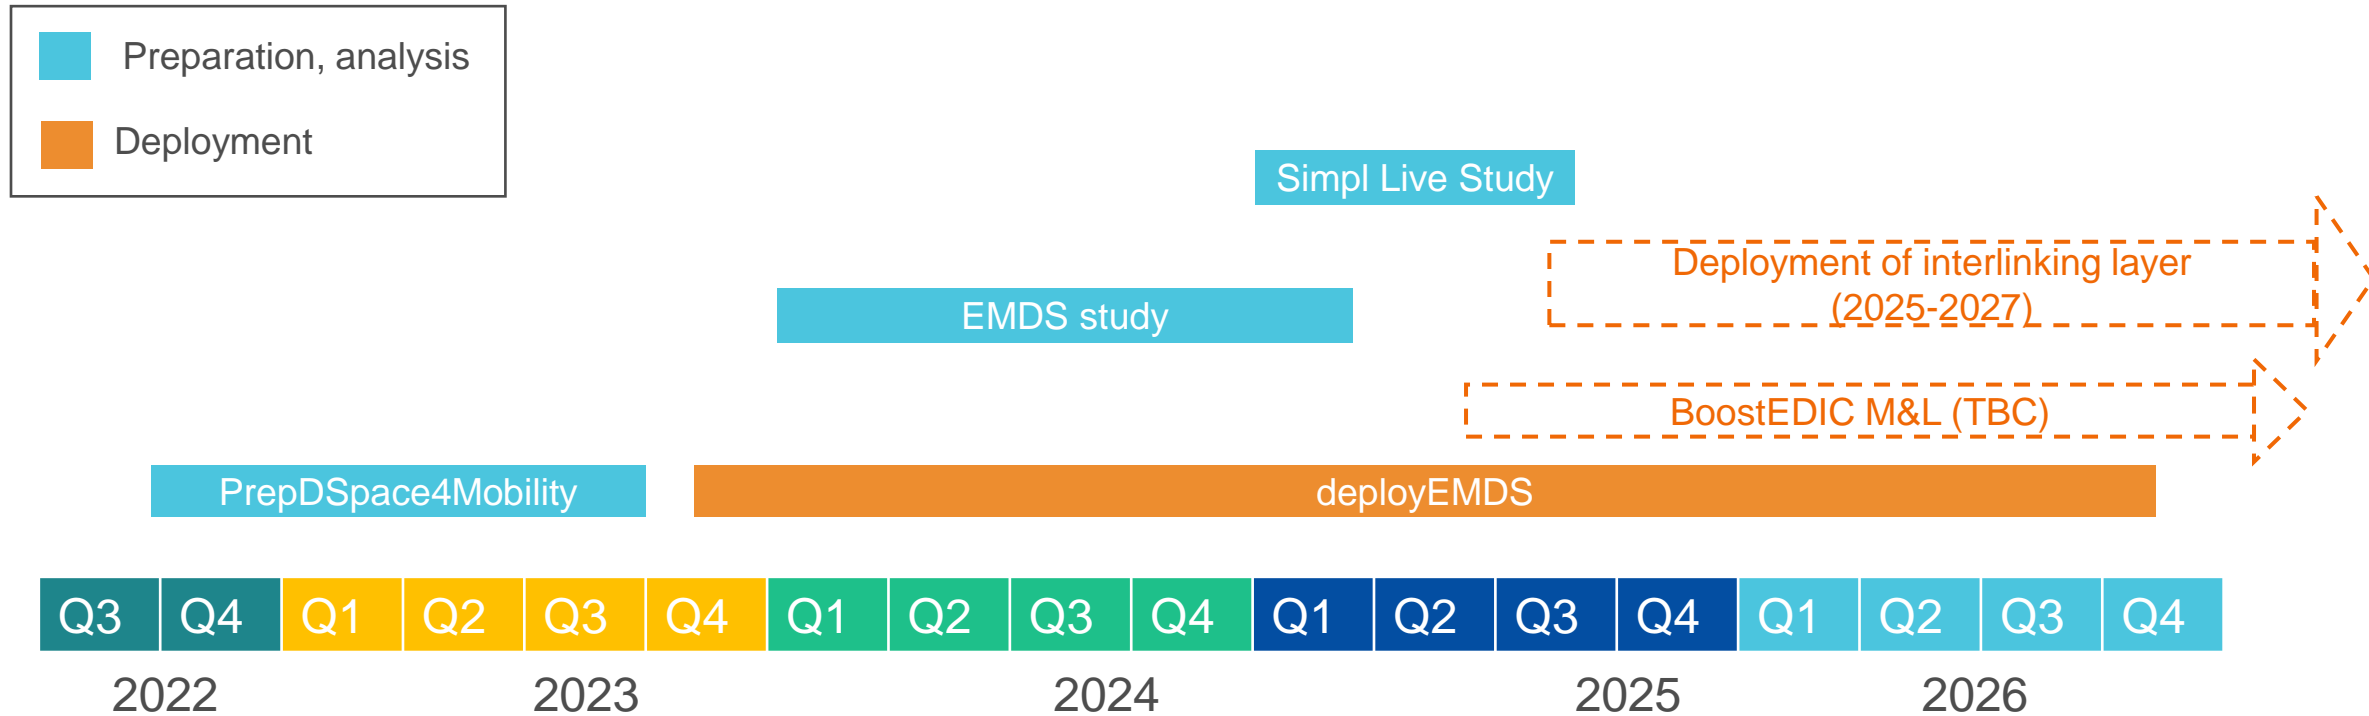 Preparation, analysis
Deployment
Simpl Live Study
Deployment of interlinking layer
(2025-2027)
EMDS study
BoostEDIC M&L (TBC)
PrepDSpace4Mobility
deployEMDS
Q3 Q4 Q1 Q2 Q3 Q4 Q1 Q2 Q3 Q4 Q1 Q2 Q3 Q4 Q1 Q2 Q3 Q4
2022 2023 2024 2025 2026